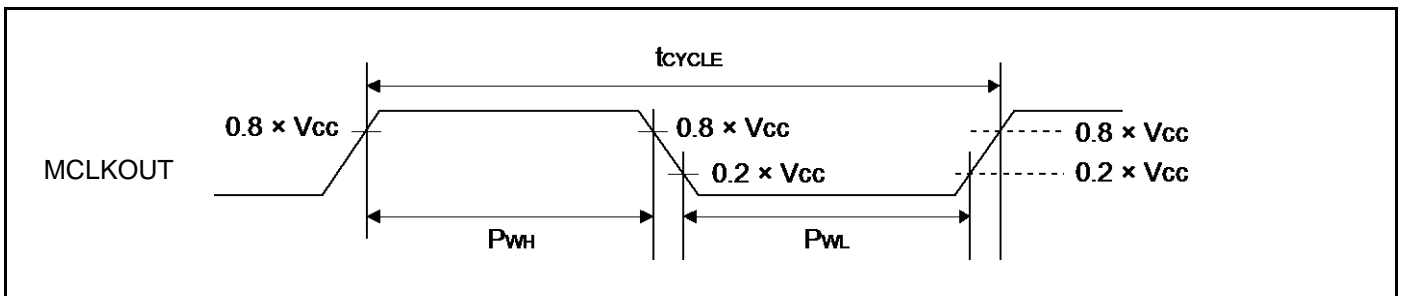 tCYCLE
0.8 × Vcc
0.8 × Vcc
0.8 × Vcc
MCLKOUT
0.2 × Vcc
0.2 × Vcc
PWH
PWL